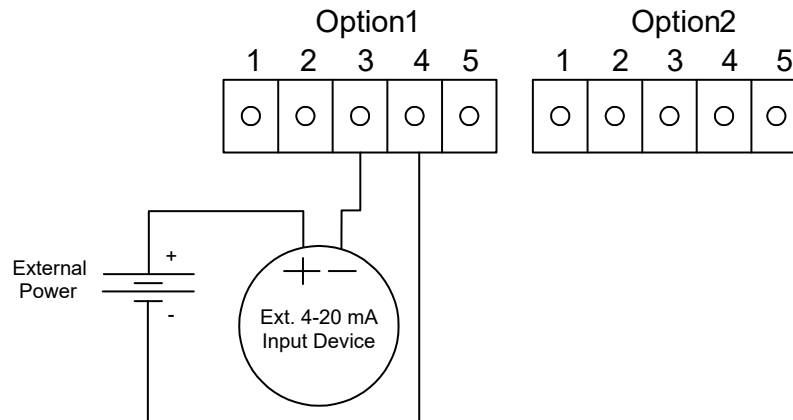 Option1 Option2
1 2 3 4 5 1 2 3 4 5
+
External
Power
-
+ −
Ext. 4-20 mA
Input Device